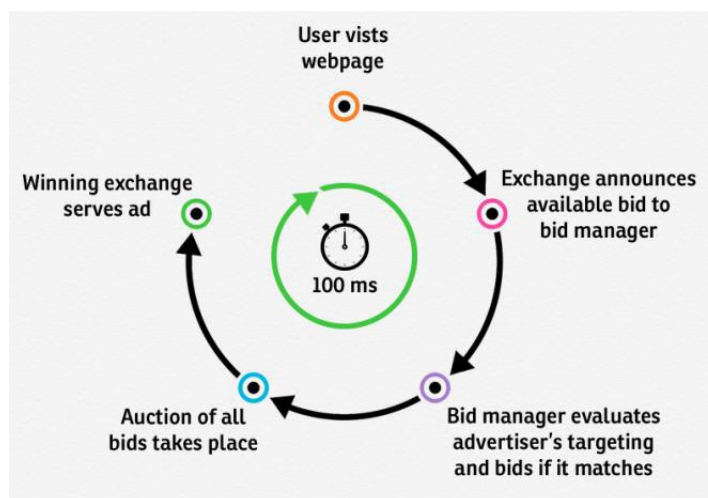 User vists
webpage
Exchange announces
available bid to
bid manager
Bid manager evaluates
advertiser's targeting
and bids if it matches
Auction of all
bids takes place
Winning exchange
serves ad
100 ms